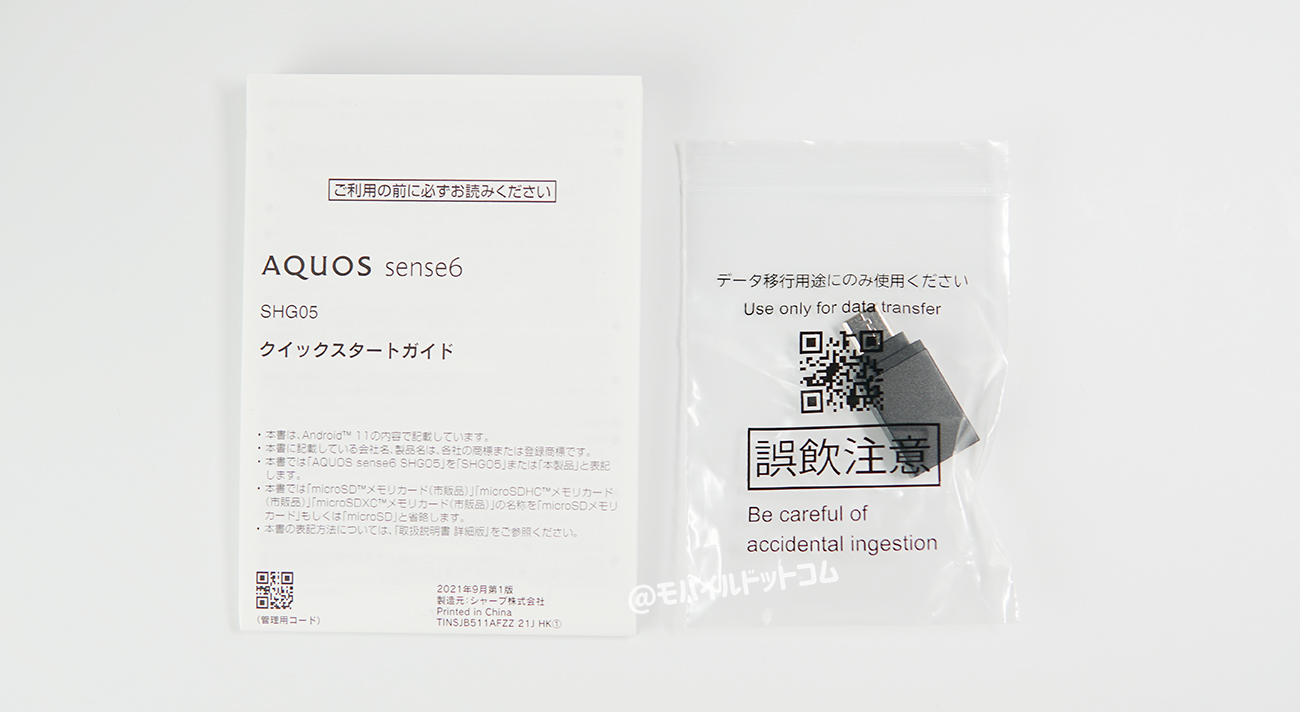 ご利用の前に必ずお読みください
AQUOS sense6
SHG05
クイックスタートガイド
・本書は、Android™ 11の内容で記載しています。
・本書に記載している会社名、製品名は、各社の商標または登録商標です。
・本書では「AQUOS sense6 SHG05」を「SHG05」または「本製品」と表記
します。
・本書では「microSD™メモリカード(市販品)」「microSDHC™メモリカード
(市販品)」「microSDXC™メモリカード(市販品)」の名称を「microSDメモリ
カード」もしくは「microSD」と省略します。
・本書の表記方法については、「取扱説明書 詳細版」をご参照ください。
(管理用コード)
2021年9月第1版
製造元:シャープ株式会社
Printed in China
TINSJB511AFZZ 21J HK①
データ移行用途にのみ使用ください
Use only for data transfer
誤飲注意
Be careful of
accidental ingestion
@モバイルドットコム